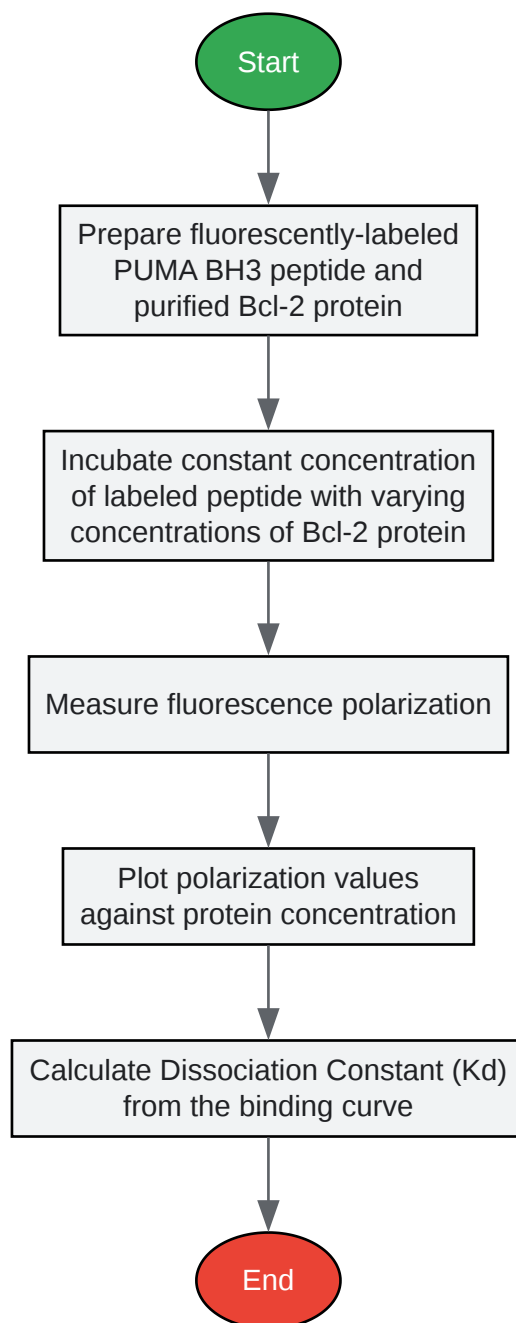 Start
Prepare fluorescently-labeled
PUMA BH3 peptide and
purified Bcl-2 protein
Incubate constant concentration
of labeled peptide with varying
concentrations of Bcl-2 protein
Measure fluorescence polarization
Plot polarization values
against protein concentration
Calculate Dissociation Constant (Kd)
from the binding curve
End